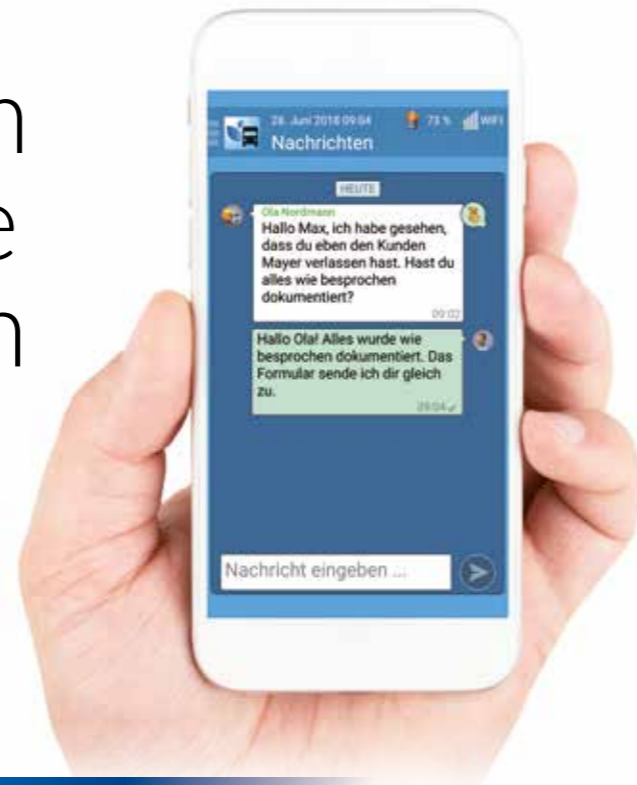 n
e
n
28. Juni 2018 09:04 73 % WIFI
Nachrichten
HEUTE
Ola Nordmann
Hallo Max, ich habe gesehen,
dass du eben den Kunden
Mayer verlassen hast. Hast du
alles wie besprochen
dokumentiert?
09:02
Hallo Ola! Alles wurde wie
besprochen dokumentiert. Das
Formular sende ich dir gleich
zu.
09:04
Nachricht eingeben ...